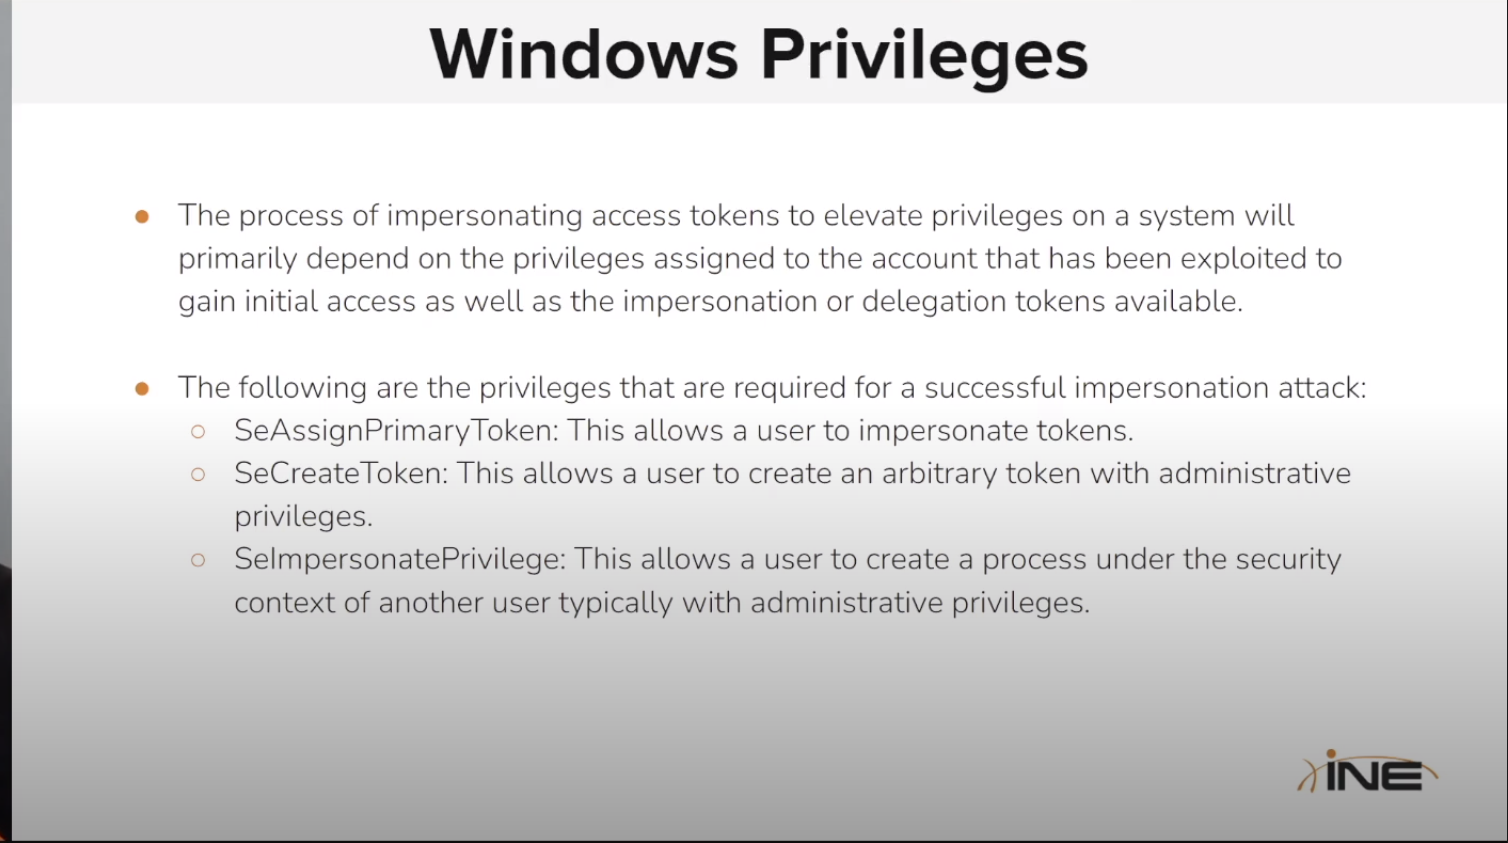 Windows Privileges
● The process of impersonating access tokens to elevate privileges on a system will
primarily depend on the privileges assigned to the account that has been exploited to
gain initial access as well as the impersonation or delegation tokens available.
● The following are the privileges that are required for a successful impersonation attack:
○ SeAssignPrimaryToken: This allows a user to impersonate tokens.
○ SeCreateToken: This allows a user to create an arbitrary token with administrative
privileges.
○ SeImpersonatePrivilege: This allows a user to create a process under the security
context of another user typically with administrative privileges.
INE